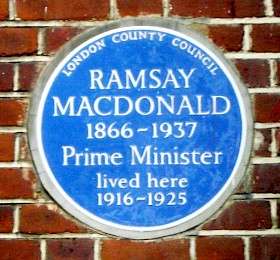 LONDON COUNTY COUNCIL
RAMSAY
MACDONALD
1866~1937
Prime Minister
lived here
1916-1925